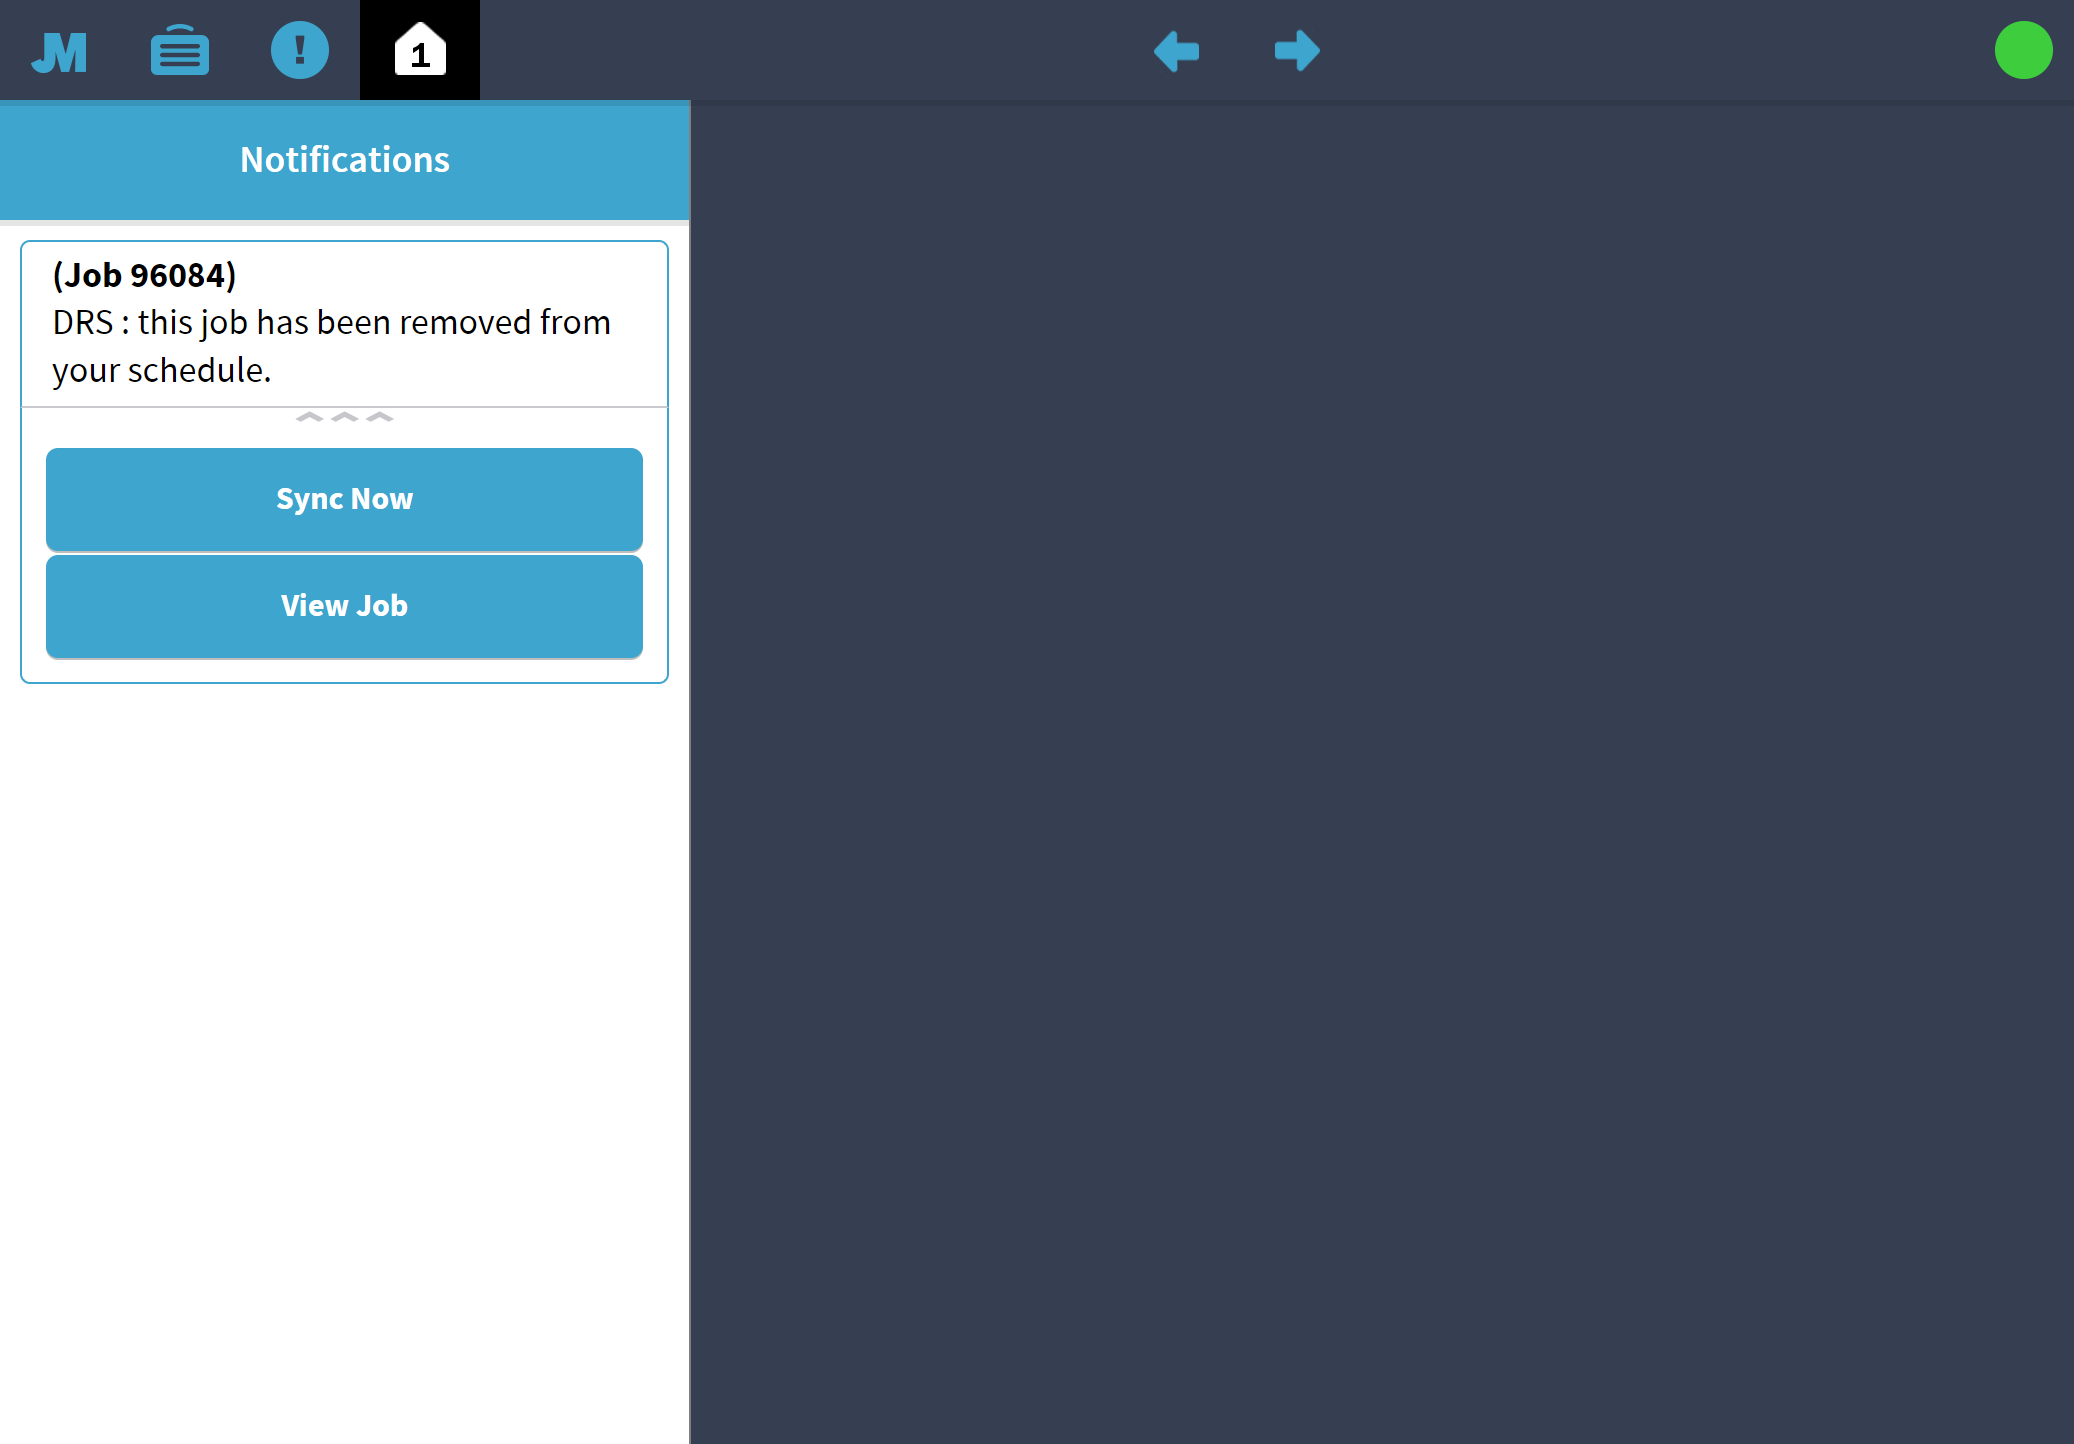 JM
!
1
Notifications
(Job 96084)
DRS : this job has been removed from
your schedule.
Sync Now
View Job